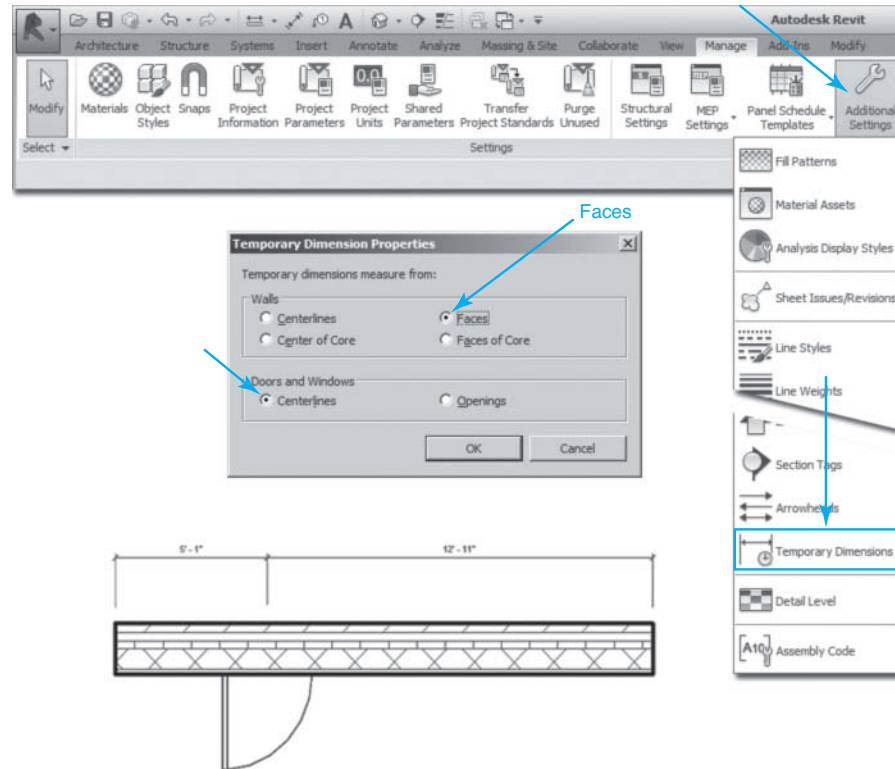 Autodesk Revit
Architecture Structure Systems Insert Annotate Analyze Massing & Site Collaborate View Manage Add-Ins Modify
Modify
Materials
Object Styles
Snaps
Project Information
Project Parameters
Project Units
Shared Parameters
Transfer Project Standards
Purge Unused
Structural Settings
MEP Settings
Panel Schedule Templates
Additional Settings
Select
Settings
Fill Patterns
Material Assets
Analysis Display Styles
Sheet Issues/Revisions
Line Styles
Line Weights
Section Tags
Arrowheads
Temporary Dimensions
Detail Level
Assembly Code
Faces
Temporary Dimension Properties
Temporary dimensions measure from:
Walls
Centerlines Faces
Center of Core Faces of Core
Doors and Windows
Centerlines Openings
OK Cancel
5' - 1" 12' - 11"